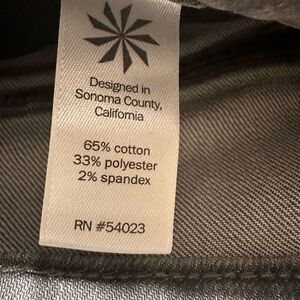 Designed in
Sonoma County,
California
65% cotton
33% polyester
2% spandex
RN #54023